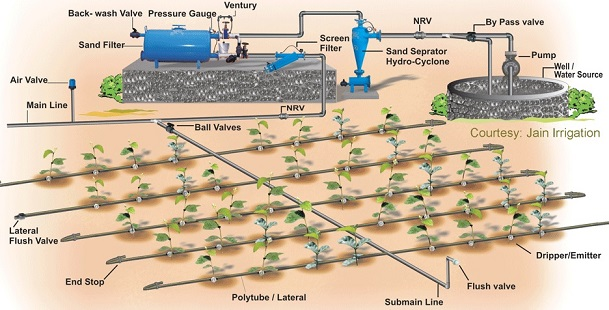 Ventury
Back- wash Valve
Pressure Gauge
NRV
By Pass valve
Sand Filter
Screen
Filter
Sand Seprator
Hydro-Cyclone
Pump
Well /
Water Source
Air Valve
Main Line
NRV
Ball Valves
Courtesy: Jain Irrigation
Lateral
Flush Valve
End Stop
Polytube / Lateral
Submain Line
Flush valve
Dripper/Emitter